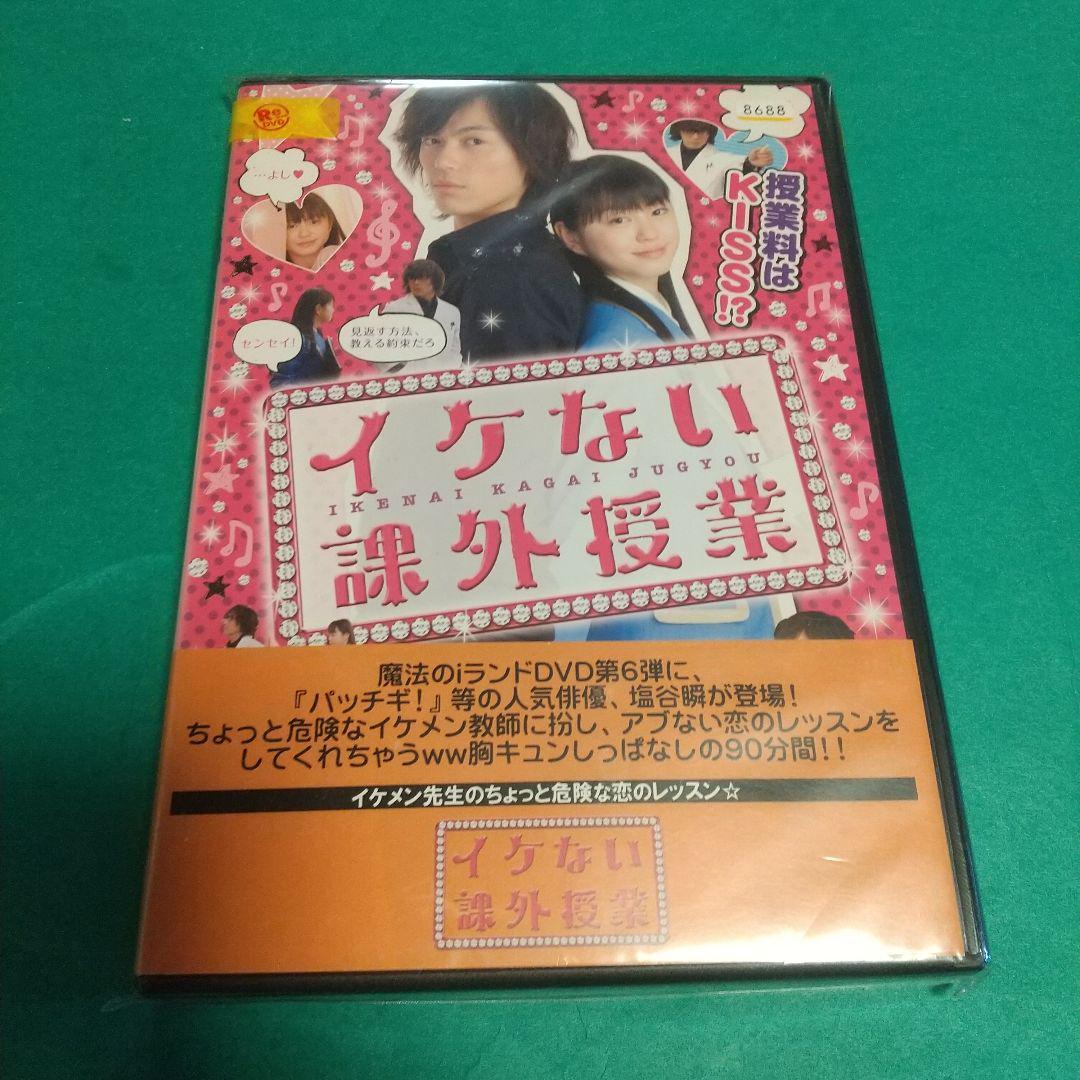 Re
DVD
8688
…よし♥
授業料は
KISS!?
センセイ!
見返す方法、
教える約束だろ
イケない
IKENAI KAGAI JUGYOU
課外授業
魔法のiランドDVD第6弾に、
『パッチギ!』等の人気俳優、塩谷瞬が登場!
ちょっと危険なイケメン教師に扮し、アブない恋のレッスンを
してくれちゃうww胸キュンしっぱなしの90分間!!
イケメン先生のちょっと危険な恋のレッスン☆
イケない
課外授業